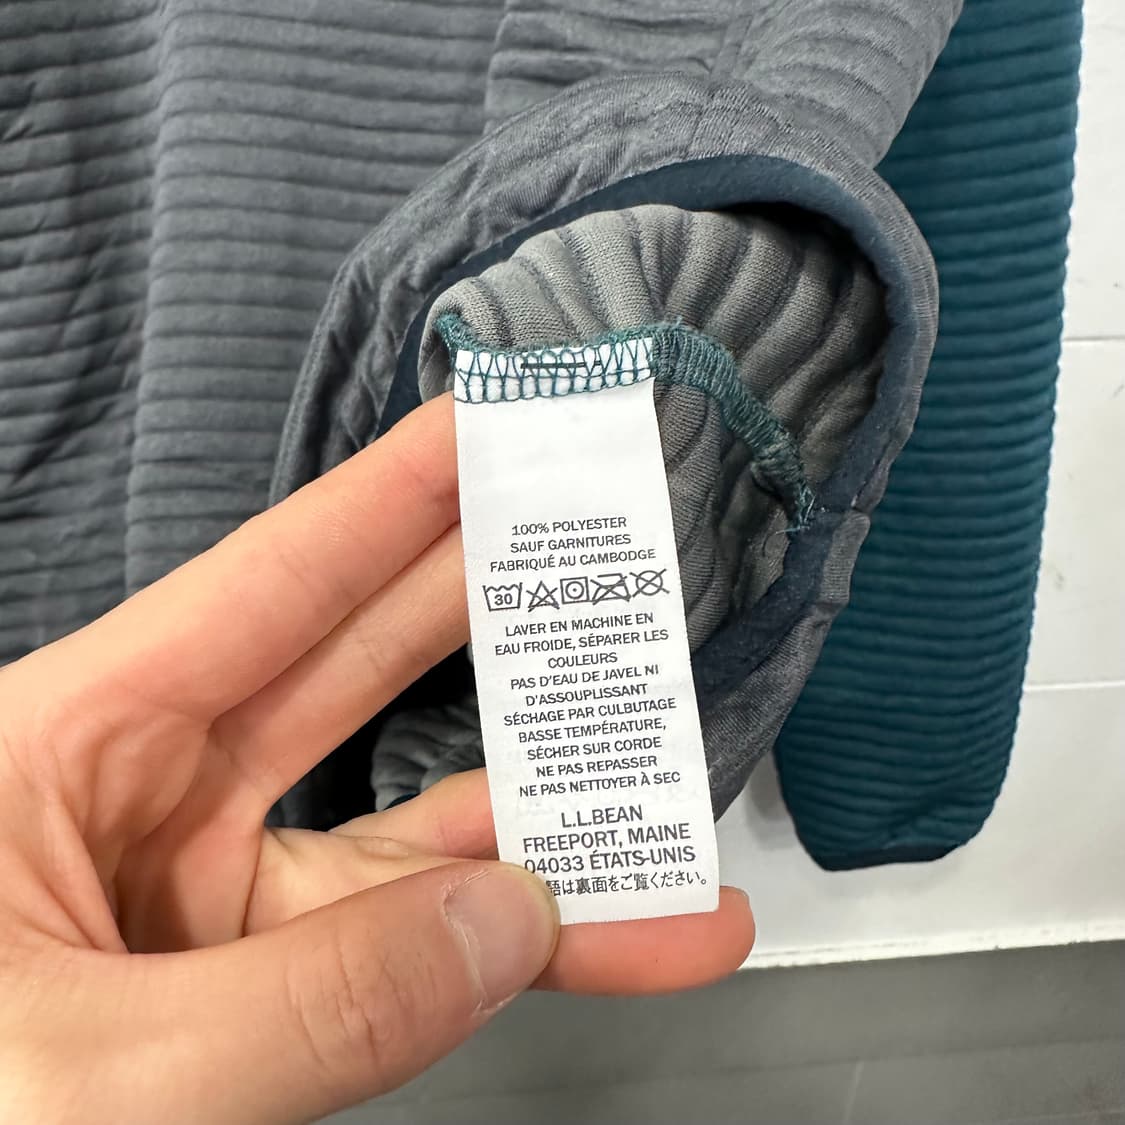 100% POLYESTER
SAUF GARNITURES
FABRIQUÉ AU CAMBODGE
30
LAVER EN MACHINE EN
EAU FROIDE, SÉPARER LES
COULEURS
PAS D'EAU DE JAVEL NI
D'ASSOUPLISSANT
SÉCHAGE PAR CULBUTAGE
BASSE TEMPÉRATURE,
SÉCHER SUR CORDE
NE PAS REPASSER
NE PAS NETTOYER À SEC
L.L.BEAN
FREEPORT, MAINE
04033 ÉTATS-UNIS
語は裏面をご覧ください。